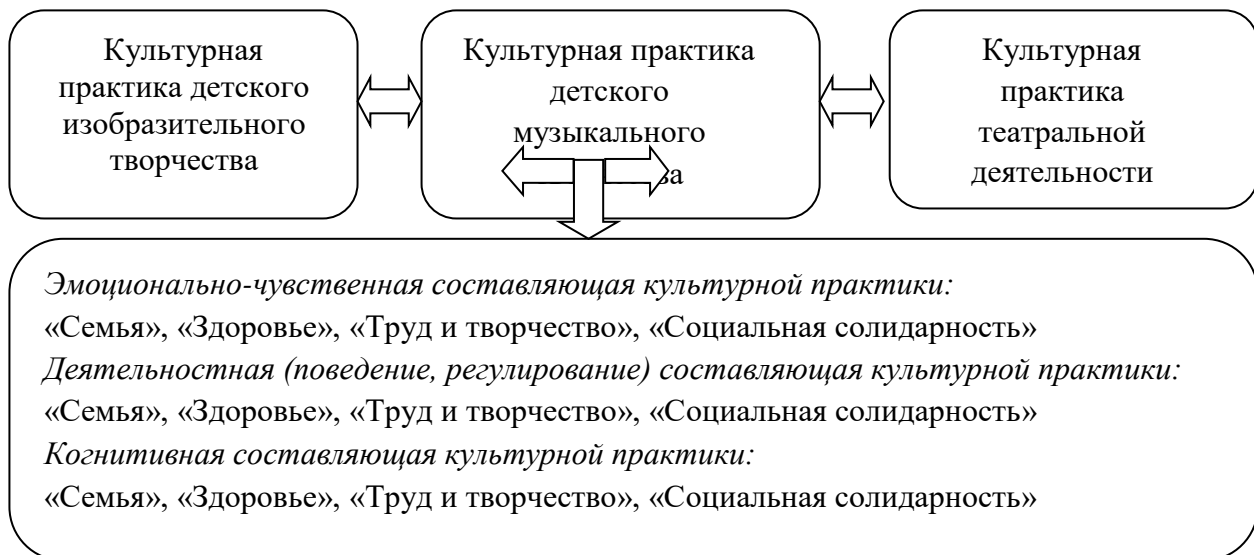 Культурная
практика детского
изобразительного
творчества
Культурная практика
детского
музыкального
ва
Культурная
практика
театральной
деятельности
Эмоционально-чувственная составляющая культурной практики:
«Семья», «Здоровье», «Труд и творчество», «Социальная солидарность»
Деятельностная (поведение, регулирование) составляющая культурной практики:
«Семья», «Здоровье», «Труд и творчество», «Социальная солидарность»
Когнитивная составляющая культурной практики:
«Семья», «Здоровье», «Труд и творчество», «Социальная солидарность»